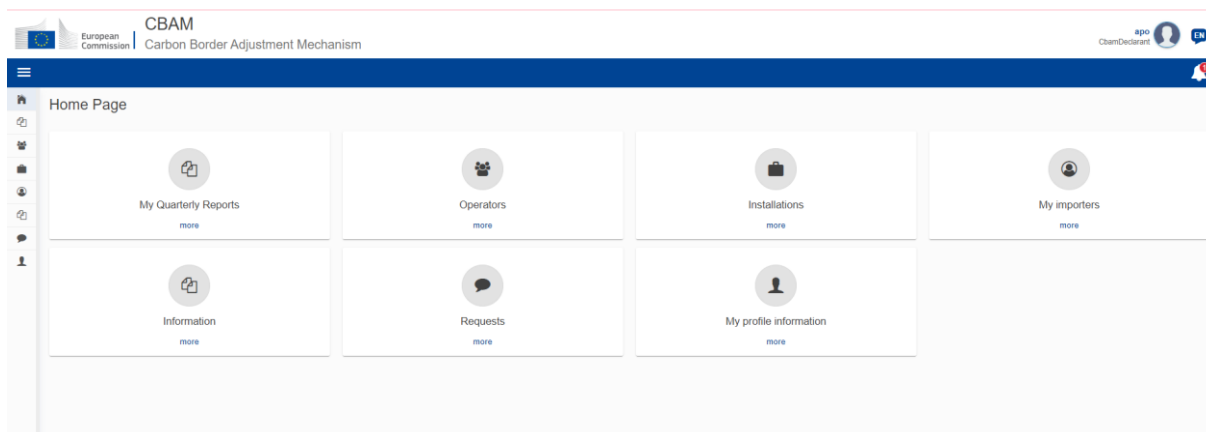 European
Commission
CBAM
Carbon Border Adjustment Mechanism
apo
CbamDeclarant
EN
Home Page
My Quarterly Reports
more
Operators
more
Installations
more
My importers
more
Information
more
Requests
more
My profile information
more